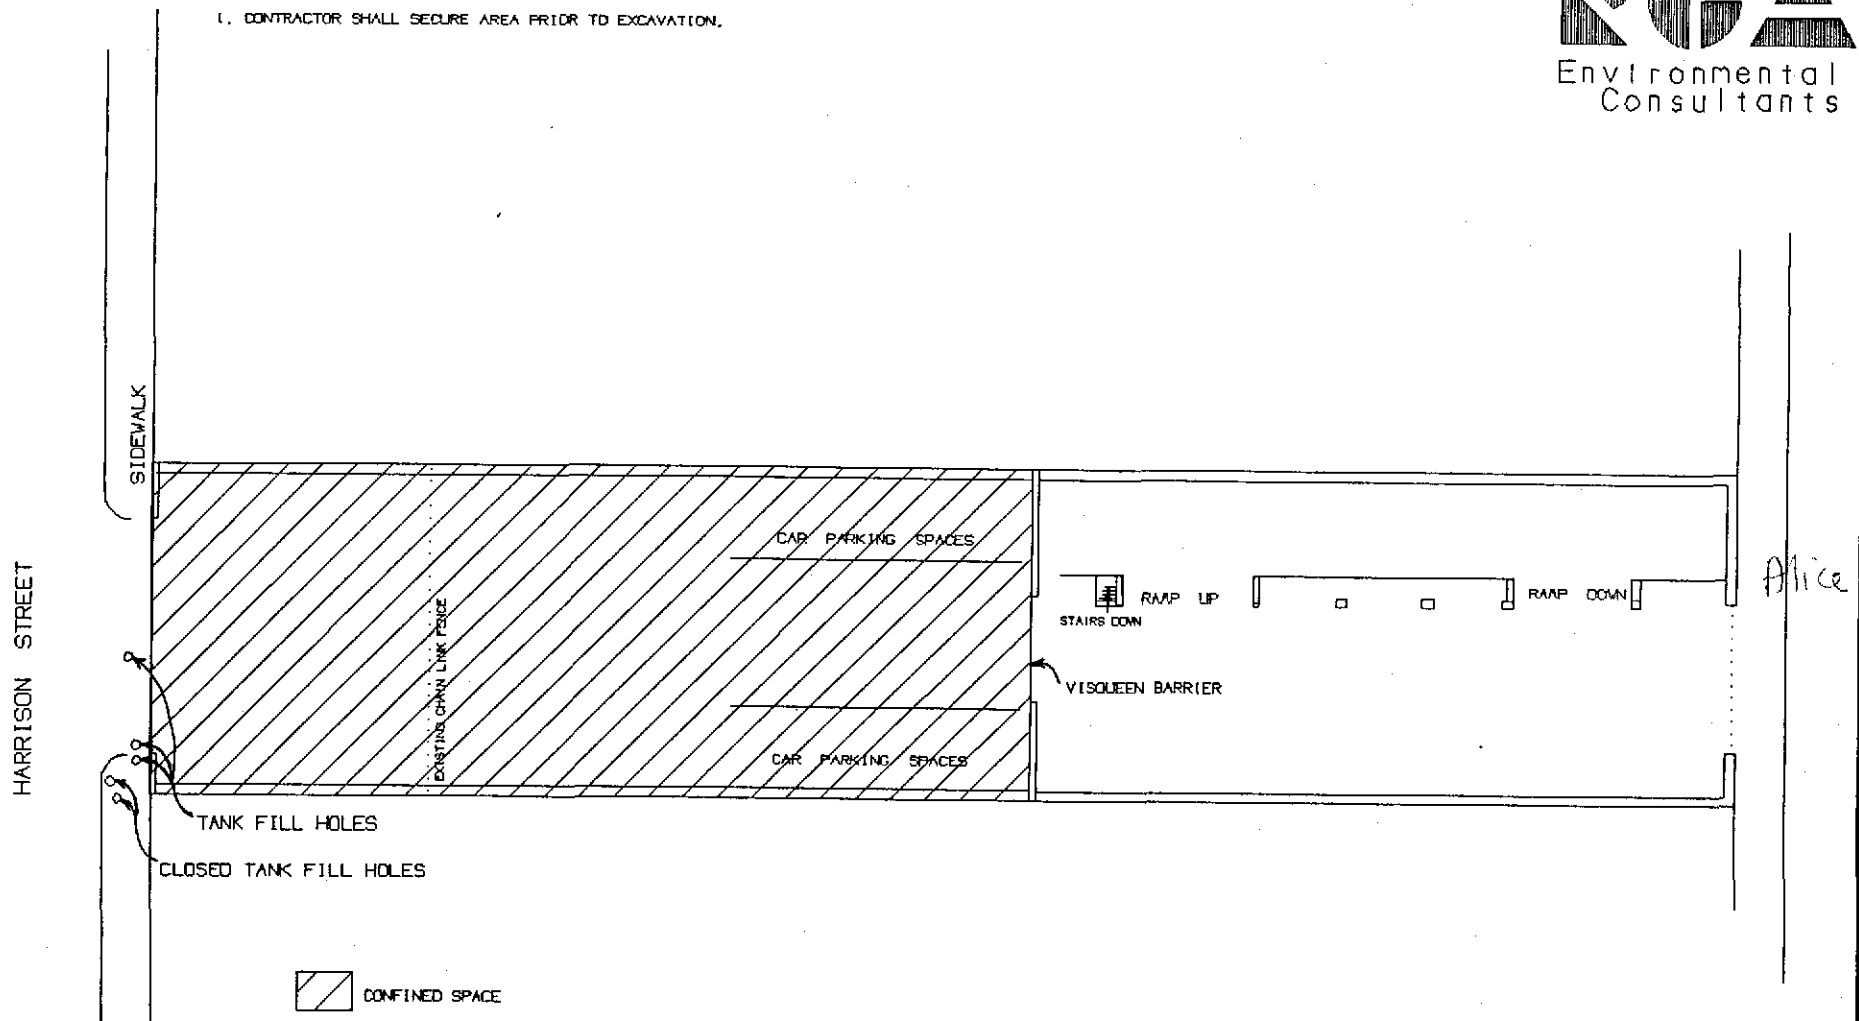 1. CONTRACTOR SHALL SECURE AREA PRIOR TO EXCAVATION.
Environmental
Consultants
SIDEWALK
HARRISON STREET
CAR PARKING SPACES
EXISTING CHAIN LINK FENCE
STAIRS DOWN
RAMP UP
RAMP DOWN
Alice
VISQUEEN BARRIER
CAR PARKING SPACES
TANK FILL HOLES
CLOSED TANK FILL HOLES
CONFINED SPACE